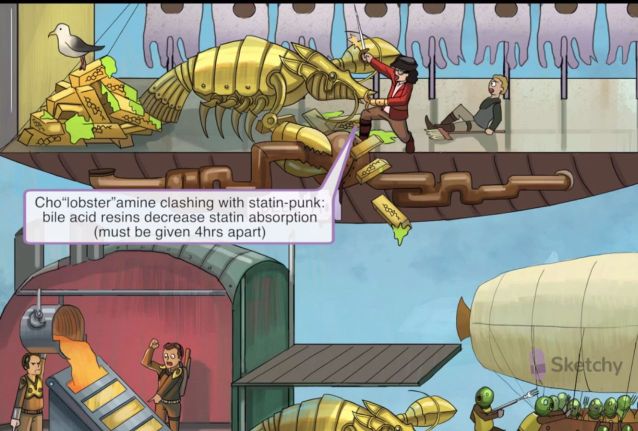 Cho“lobster”amine clashing with statin-punk:
bile acid resins decrease statin absorption
(must be given 4hrs apart)
Sketchy